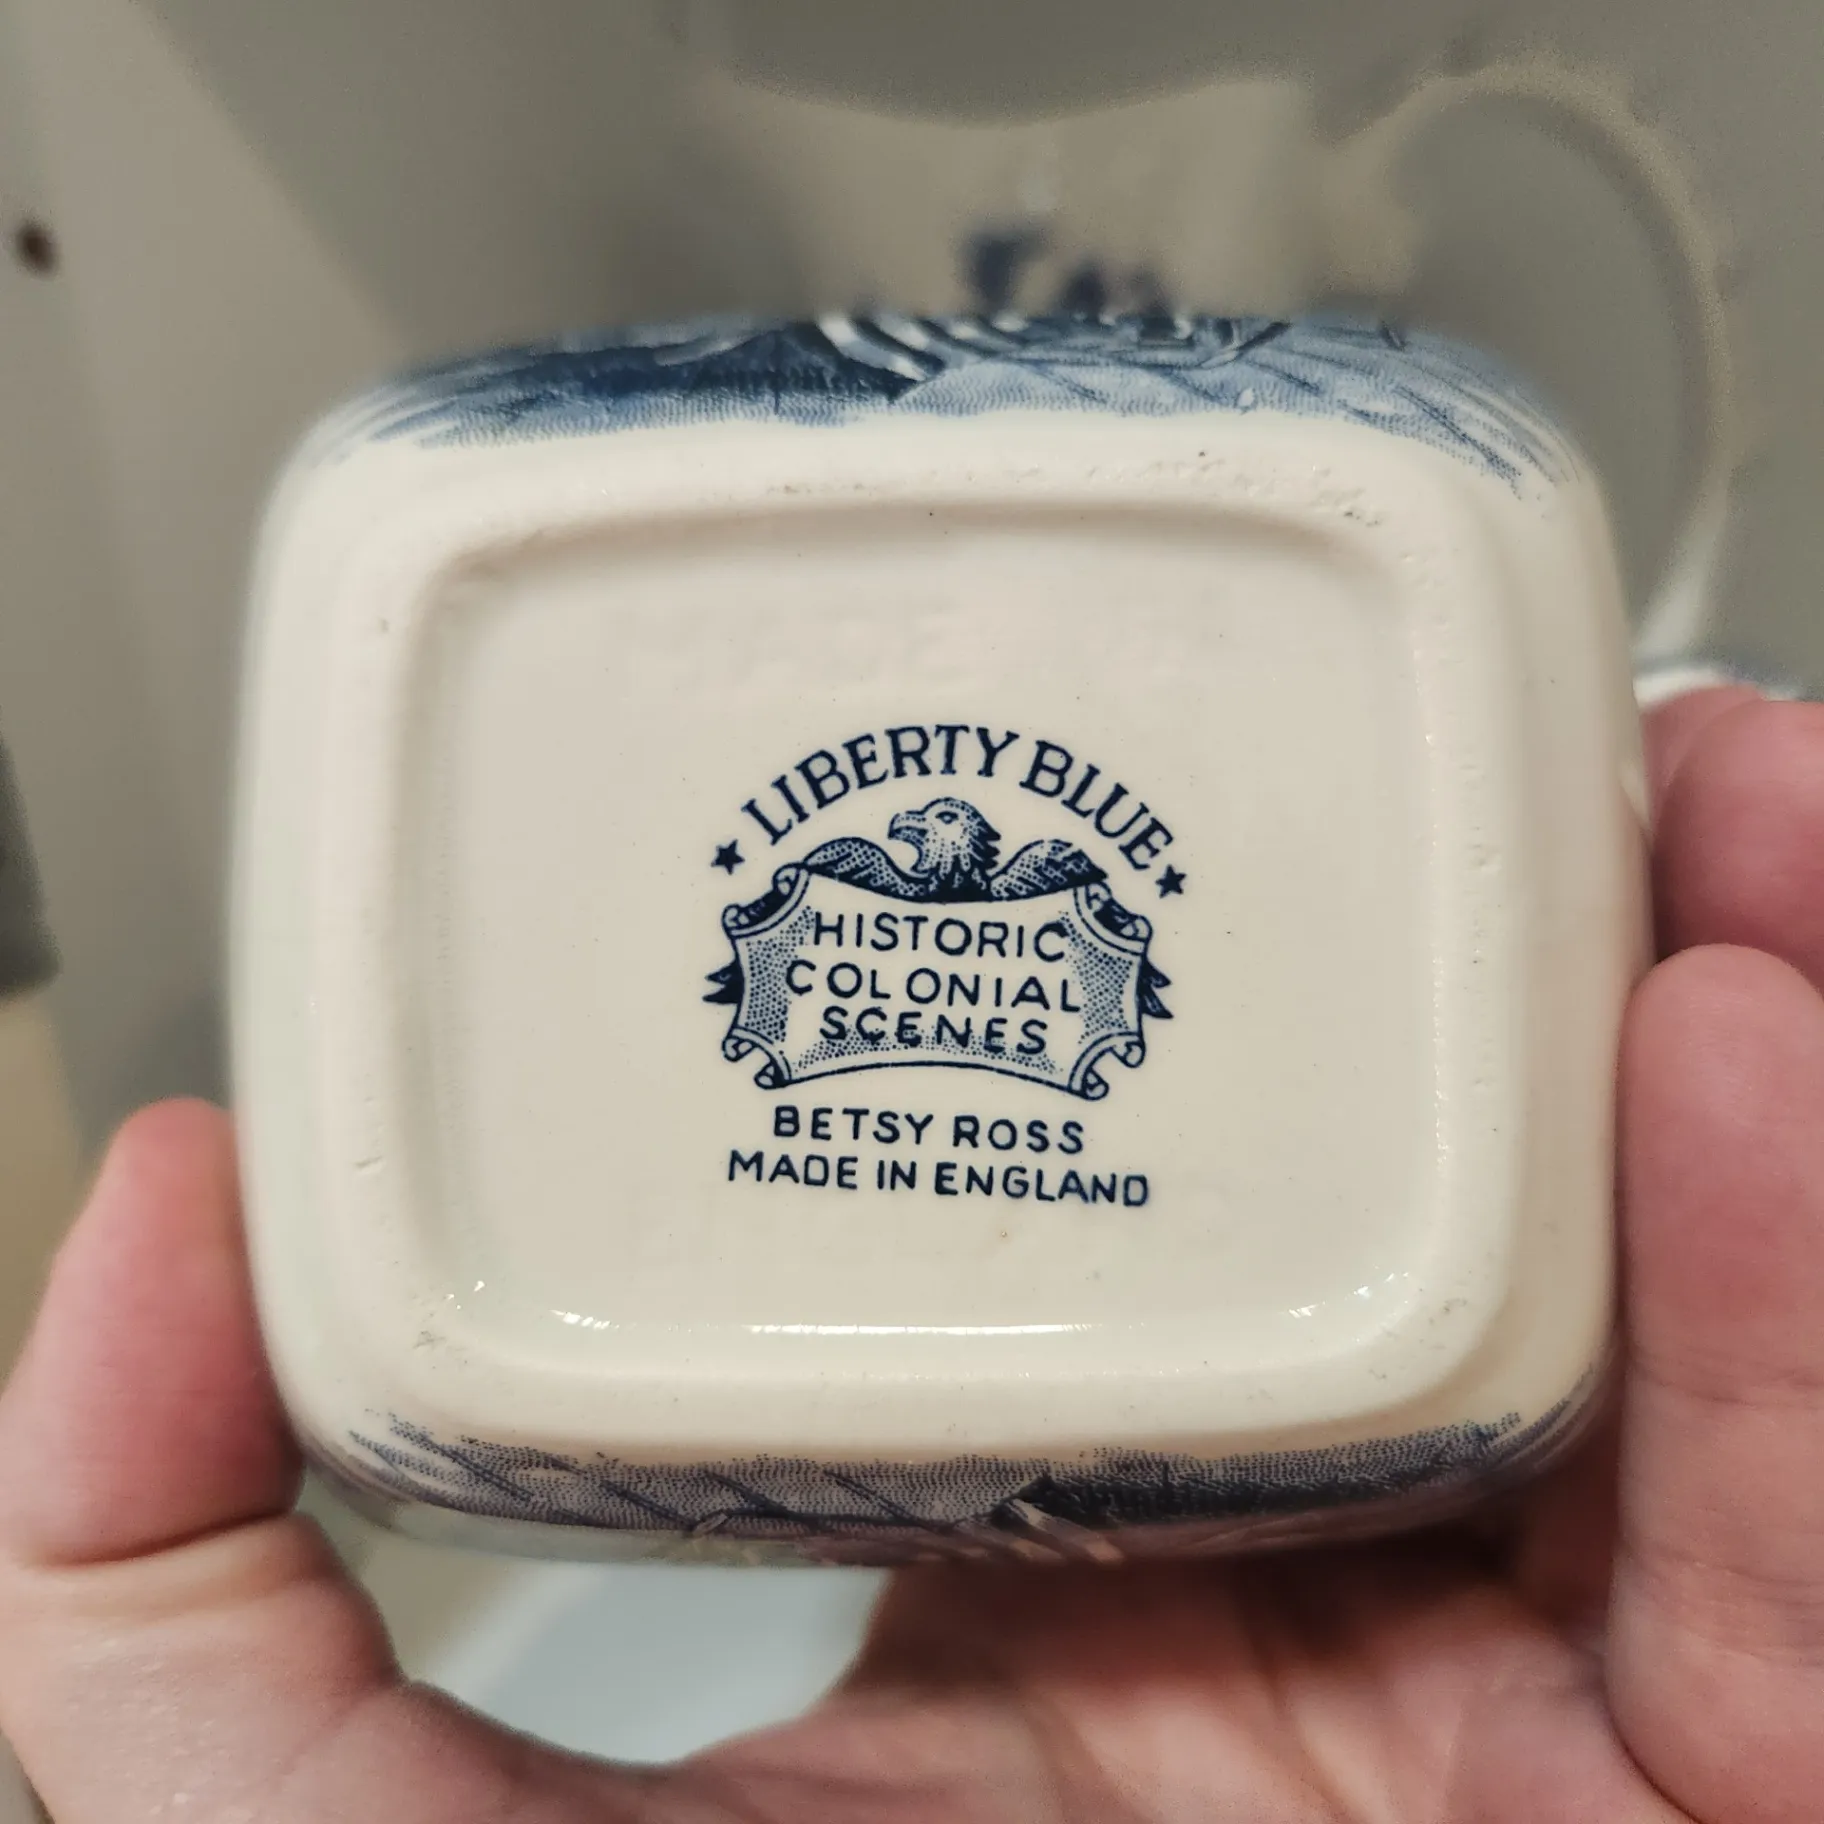 ★ LIBERTY BLUE ★
HISTORIC
COLONIAL
SCENES
BETSY ROSS
MADE IN ENGLAND